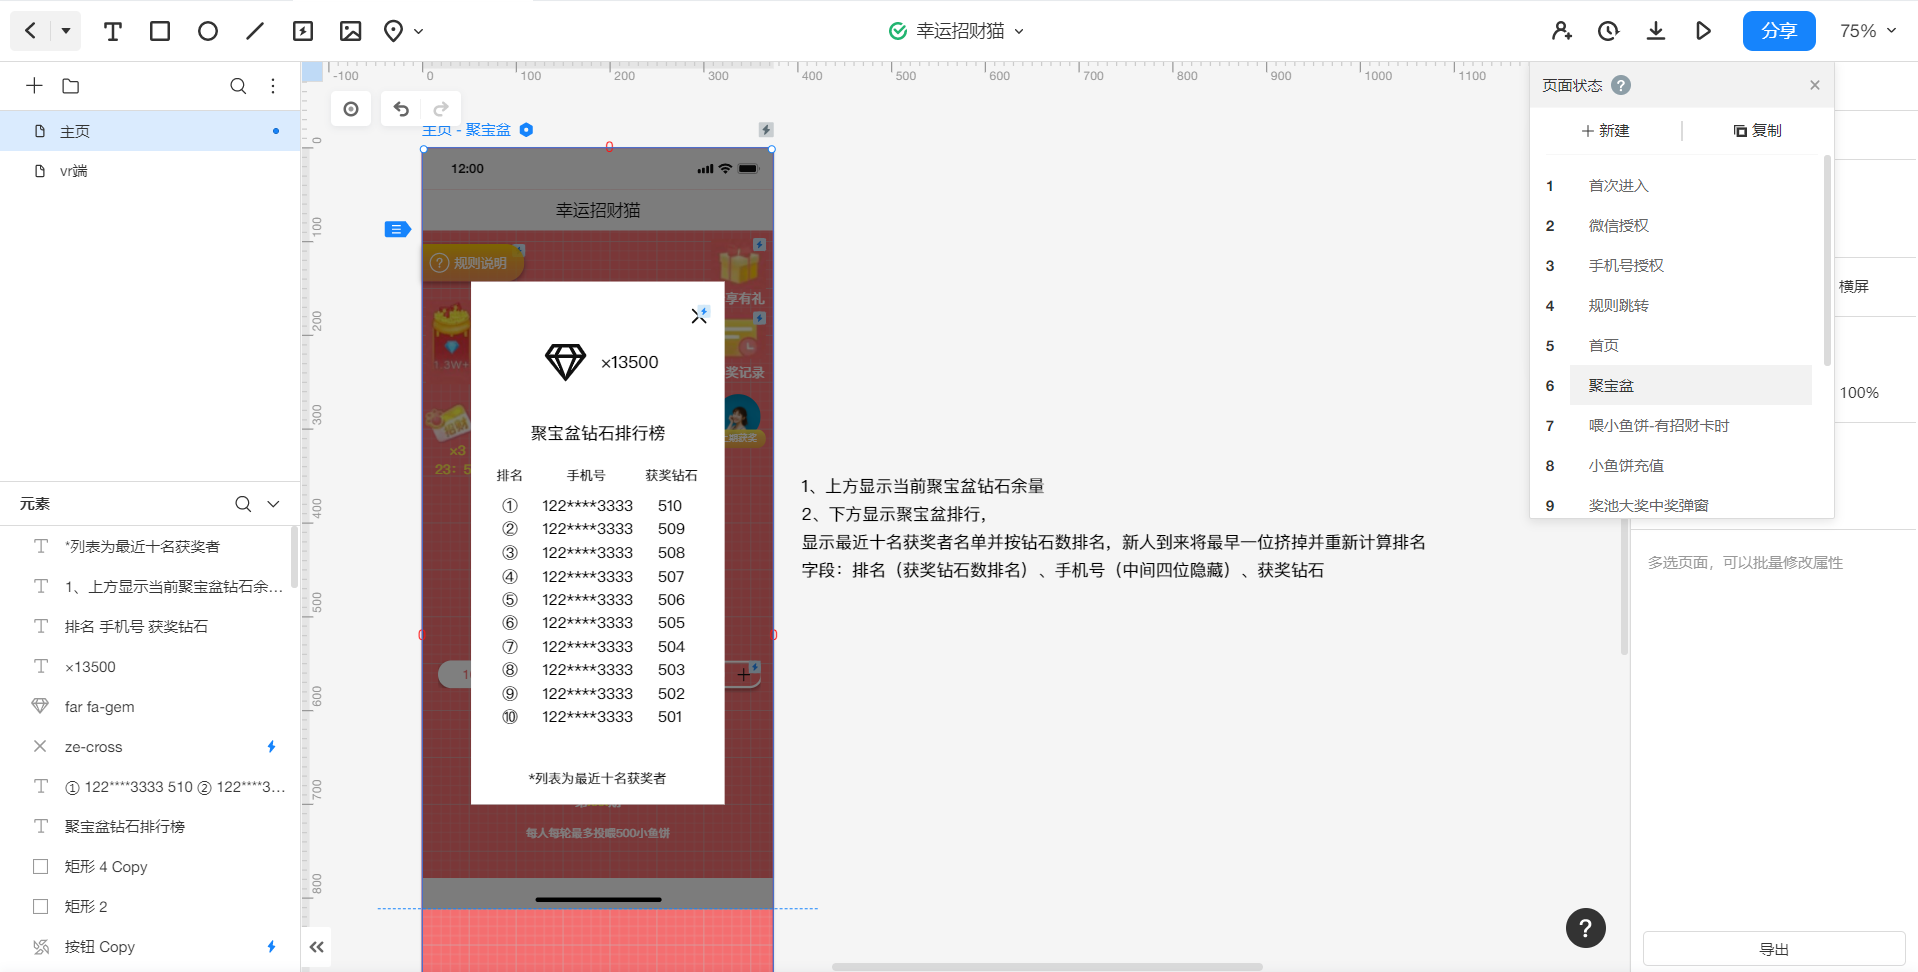 幸运招财猫
分享
75%
主页
vr端
元素
*列表为最近十名获奖者
1、上方显示当前聚宝盆钻石余...
排名 手机号 获奖钻石
×13500
far fa-gem
ze-cross
① 122****3333 510 ② 122****3...
聚宝盆钻石排行榜
矩形 4 Copy
矩形 2
按钮 Copy
-100 0 100 200 300 400 500 600 700 800 900 1000 1100
0
100
200
300
400
500
600
700
800
主页 - 聚宝盆
0
12:00
幸运招财猫
规则说明
享有礼
1.3W+
奖记录
×3
23：5
0
0
×13500
聚宝盆钻石排行榜
排名 手机号 获奖钻石
① 122****3333 510
② 122****3333 509
③ 122****3333 508
④ 122****3333 507
⑤ 122****3333 506
⑥ 122****3333 505
⑦ 122****3333 504
⑧ 122****3333 503
⑨ 122****3333 502
⑩ 122****3333 501
*列表为最近十名获奖者
每人每轮最多投喂500小鱼饼
1、上方显示当前聚宝盆钻石余量
2、下方显示聚宝盆排行，
显示最近十名获奖者名单并按钻石数排名，新人到来将最早一位挤掉并重新计算排名
字段：排名（获奖钻石数排名）、手机号（中间四位隐藏）、获奖钻石
页面状态 ?
新建 复制
1 首次进入
2 微信授权
3 手机号授权
4 规则跳转
5 首页
6 聚宝盆
7 喂小鱼饼-有招财卡时
8 小鱼饼充值
9 奖池大奖中奖弹窗
横屏
100%
多选页面，可以批量修改属性
?
导出